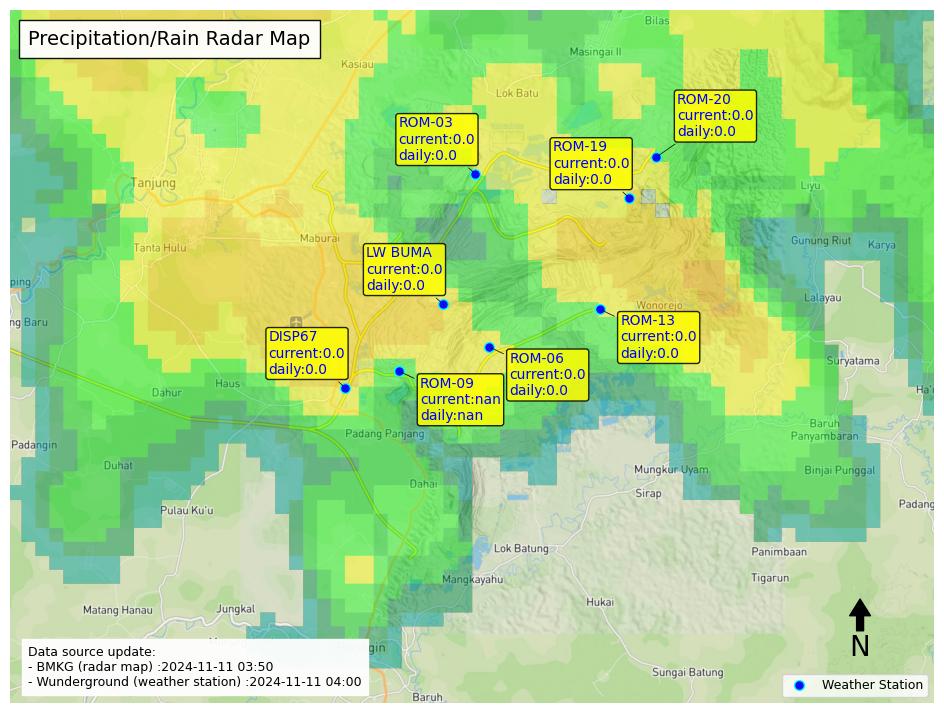 Precipitation/Rain Radar Map
Bilas
Masingai II
Kasiau
Lok Batu
ROM-20
current:0.0
daily:0.0
ROM-03
current:0.0
daily:0.0
ROM-19
current:0.0
daily:0.0
Tanjung
Liyu
Tanta Hulu
Maburai
Gunung Riut
Karya
LW BUMA
current:0.0
daily:0.0
ping
Lalayau
Wonorejo
ng Baru
ROM-13
current:0.0
daily:0.0
DISP67
current:0.0
daily:0.0
ROM-06
current:0.0
daily:0.0
Suryatama
ROM-09
current:nan
daily:nan
Haus
Dahur
Padang Panjang
Baruh
Panyambaran
Padangin
Duhat
Mungkur Uyam
Binjai Punggal
Dahai
Sirap
Padang
Pulau Ku'u
Lok Batung
Panimbaan
Mangkayahu
Tigarun
Matang Hanau
Jungkal
Hukai
N
gin
Data source update:
- BMKG (radar map) :2024-11-11 03:50
- Wunderground (weather station) :2024-11-11 04:00
Sungai Batung
Weather Station
Baruh